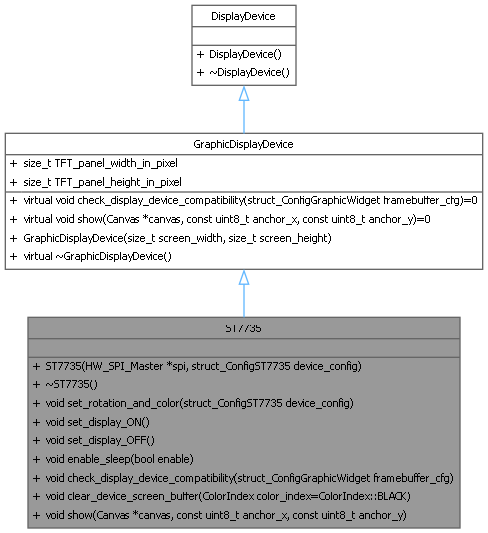 DisplayDevice
+ DisplayDevice()
+ ~DisplayDevice()
GraphicDisplayDevice
+ size_t TFT_panel_width_in_pixel
+ size_t TFT_panel_height_in_pixel
+ virtual void check_display_device_compatibility(struct_ConfigGraphicWidget framebuffer_cfg)=0
+ virtual void show(Canvas *canvas, const uint8_t anchor_x, const uint8_t anchor_y)=0
+ GraphicDisplayDevice(size_t screen_width, size_t screen_height)
+ virtual ~GraphicDisplayDevice()
ST7735
+ ST7735(HW_SPI_Master *spi, struct_ConfigST7735 device_config)
+ ~ST7735()
+ void set_rotation_and_color(struct_ConfigST7735 device_config)
+ void set_display_ON()
+ void set_display_OFF()
+ void enable_sleep(bool enable)
+ void check_display_device_compatibility(struct_ConfigGraphicWidget framebuffer_cfg)
+ void clear_device_screen_buffer(ColorIndex color_index=ColorIndex::BLACK)
+ void show(Canvas *canvas, const uint8_t anchor_x, const uint8_t anchor_y)